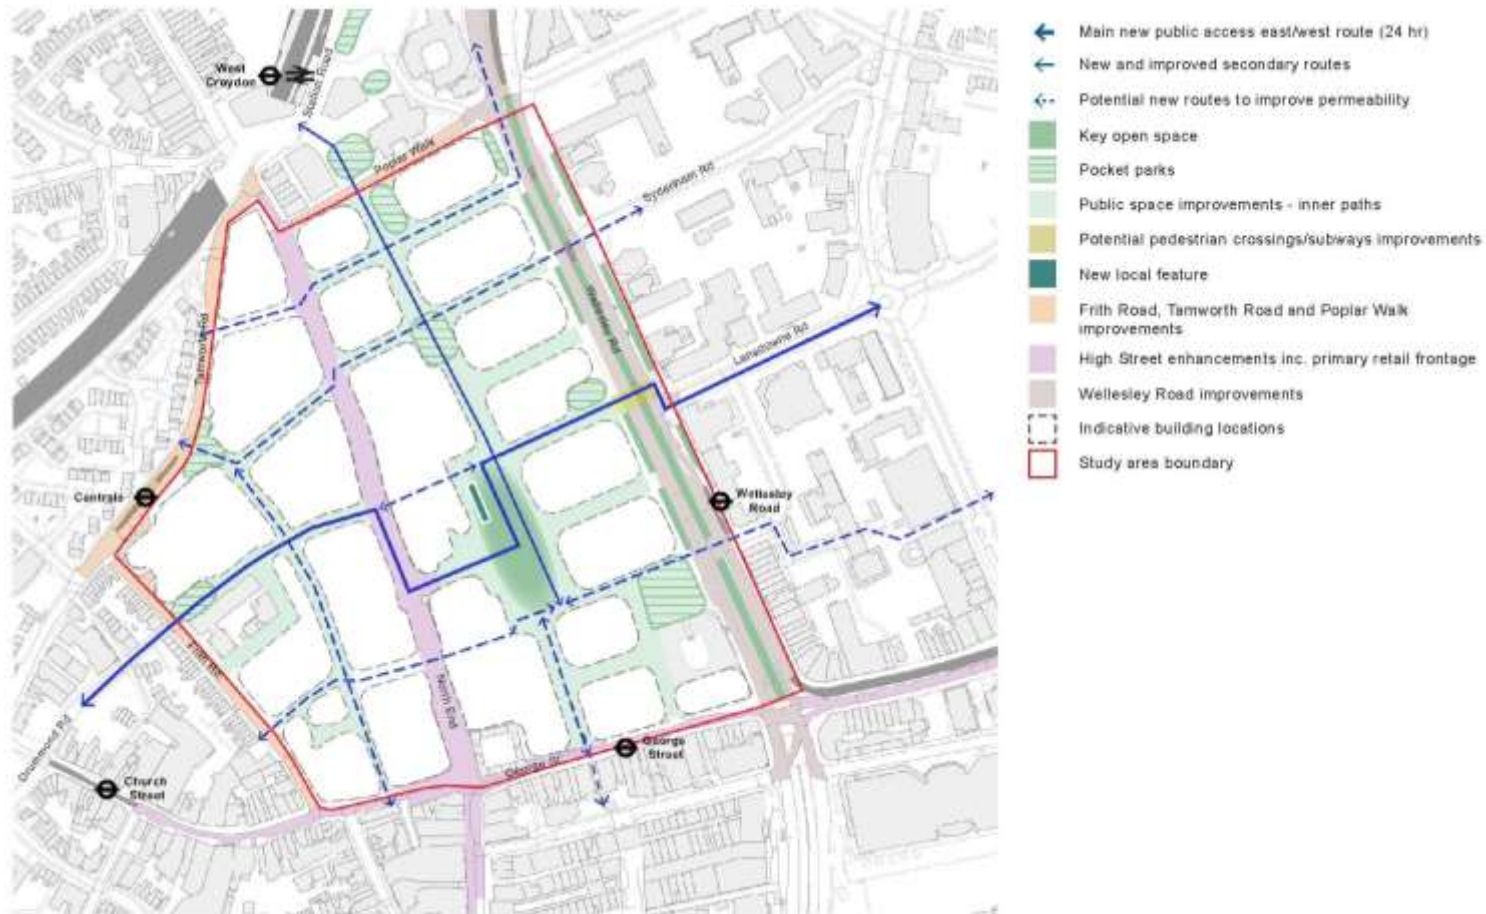 West
Croydon
Station Road
Poplar Walk
Sydenham Rd
Tamworth Rd
Wellesley Rd
Lansdowne Rd
Centrale
Wellesley
Road
Frith Rd
North End
George St
George
Street
Drummond Rd
Church
Street
Main new public access east/west route (24 hr)
New and improved secondary routes
Potential new routes to improve permeability
Key open space
Pocket parks
Public space improvements - inner paths
Potential pedestrian crossings/subways improvements
New local feature
Frith Road, Tamworth Road and Poplar Walk
improvements
High Street enhancements inc. primary retail frontage
Wellesley Road improvements
Indicative building locations
Study area boundary